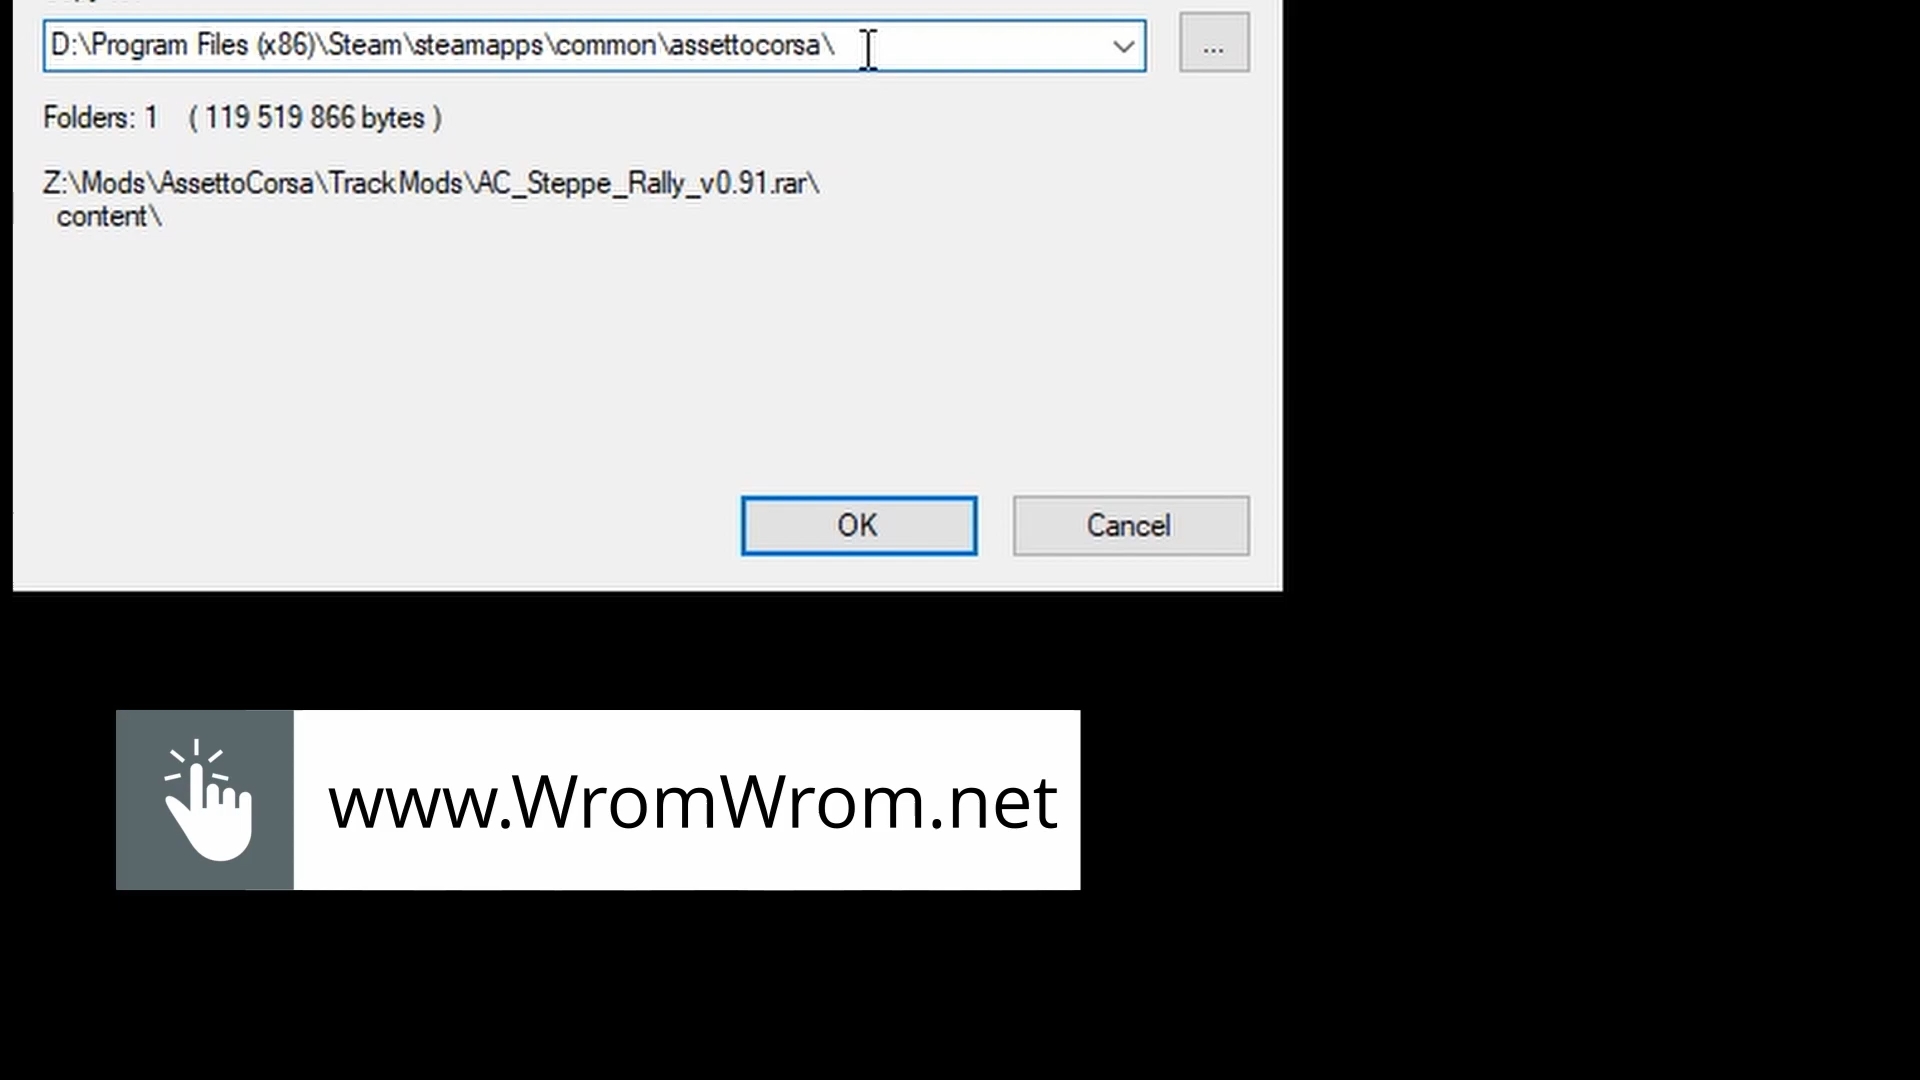 D:\Program Files (x86)\Steam\steamapps\common\assettocorsa\
...
Folders: 1 ( 119 519 866 bytes )
Z:\Mods\AssettoCorsa\TrackMods\AC_Steppe_Rally_v0.91.rar\
content\
OK
Cancel
www.WromWrom.net